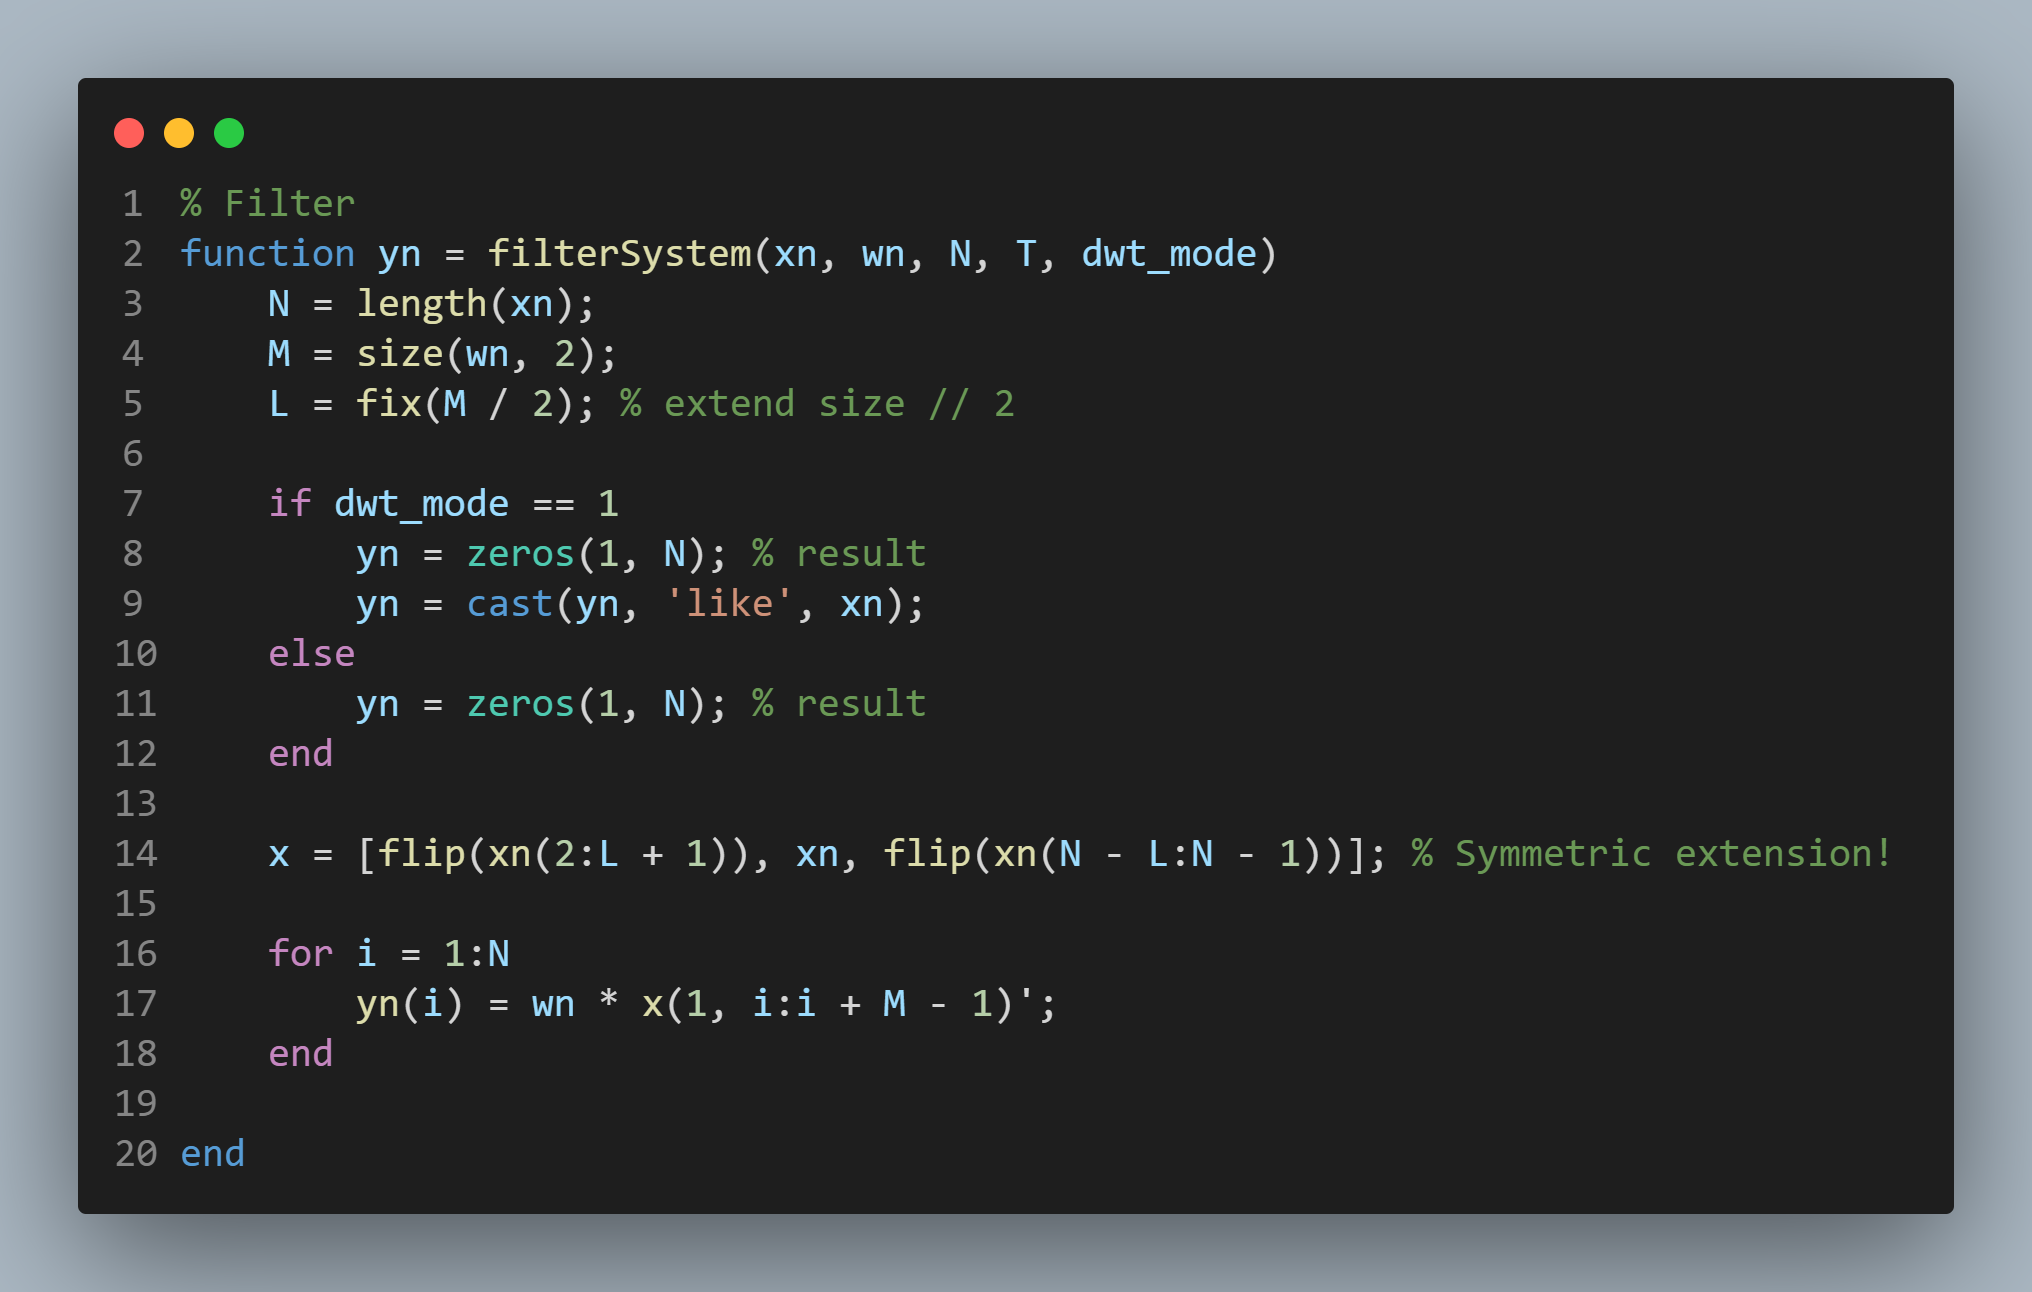 1 % Filter
2 function yn = filterSystem(xn, wn, N, T, dwt_mode)
3     N = length(xn);
4     M = size(wn, 2);
5     L = fix(M / 2); % extend size // 2
6
7     if dwt_mode == 1
8         yn = zeros(1, N); % result
9         yn = cast(yn, 'like', xn);
10     else
11         yn = zeros(1, N); % result
12     end
13
14     x = [flip(xn(2:L + 1)), xn, flip(xn(N - L:N - 1))]; % Symmetric extension!
15
16     for i = 1:N
17         yn(i) = wn * x(1, i:i + M - 1)';
18     end
19
20 end